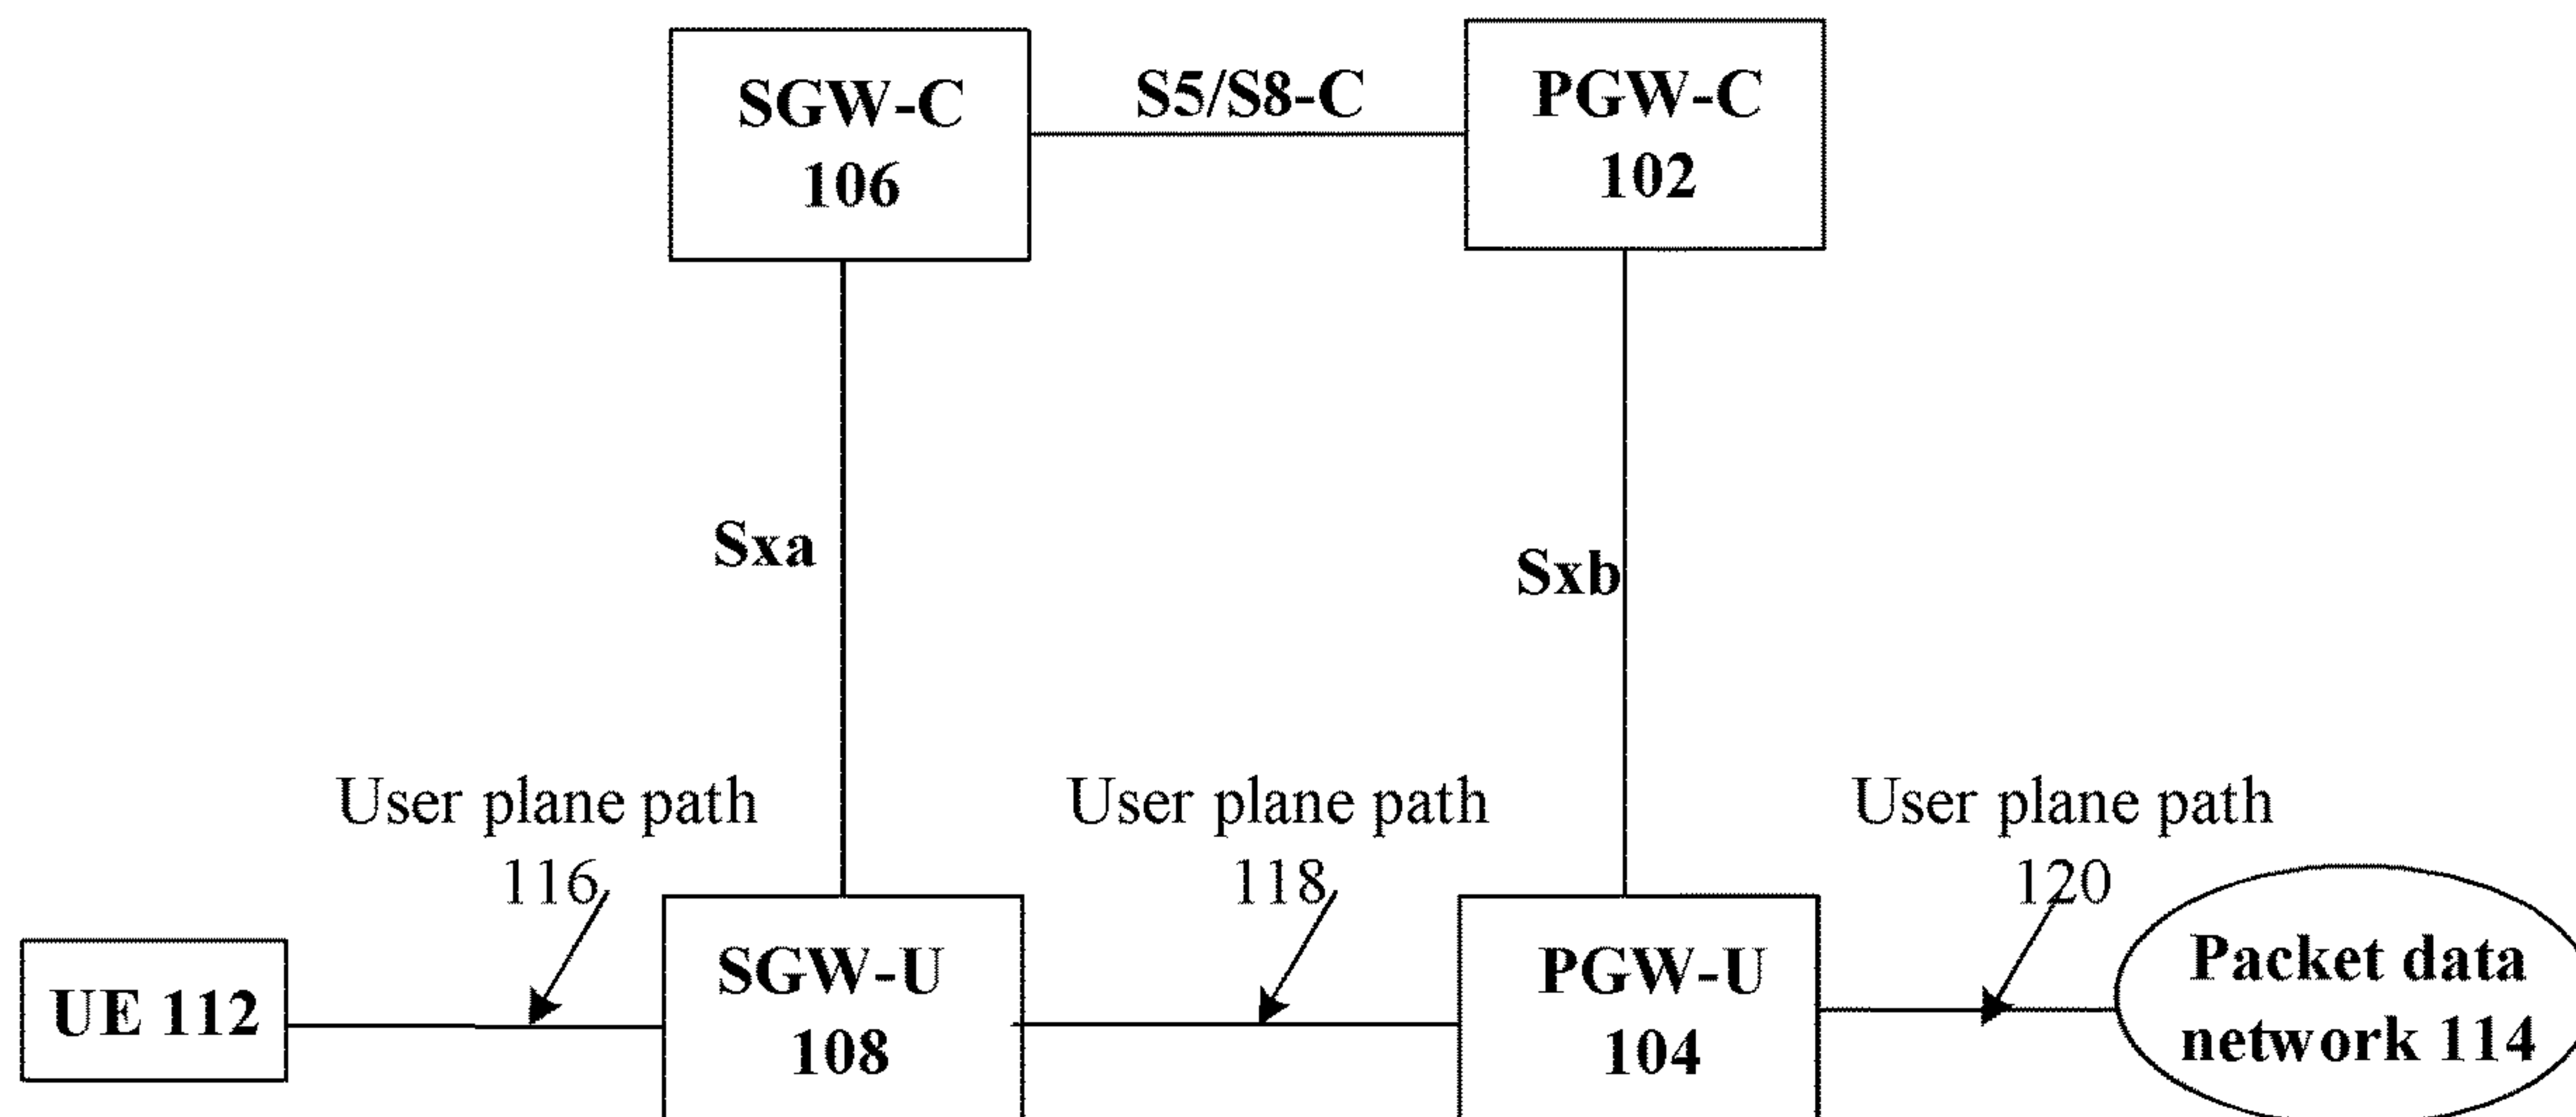 SGW-C
106
S5/S8-C
PGW-C
102
Sxa
Sxb
User plane path
116
User plane path
118
User plane path
120
UE 112
SGW-U
108
PGW-U
104
Packet data
network 114